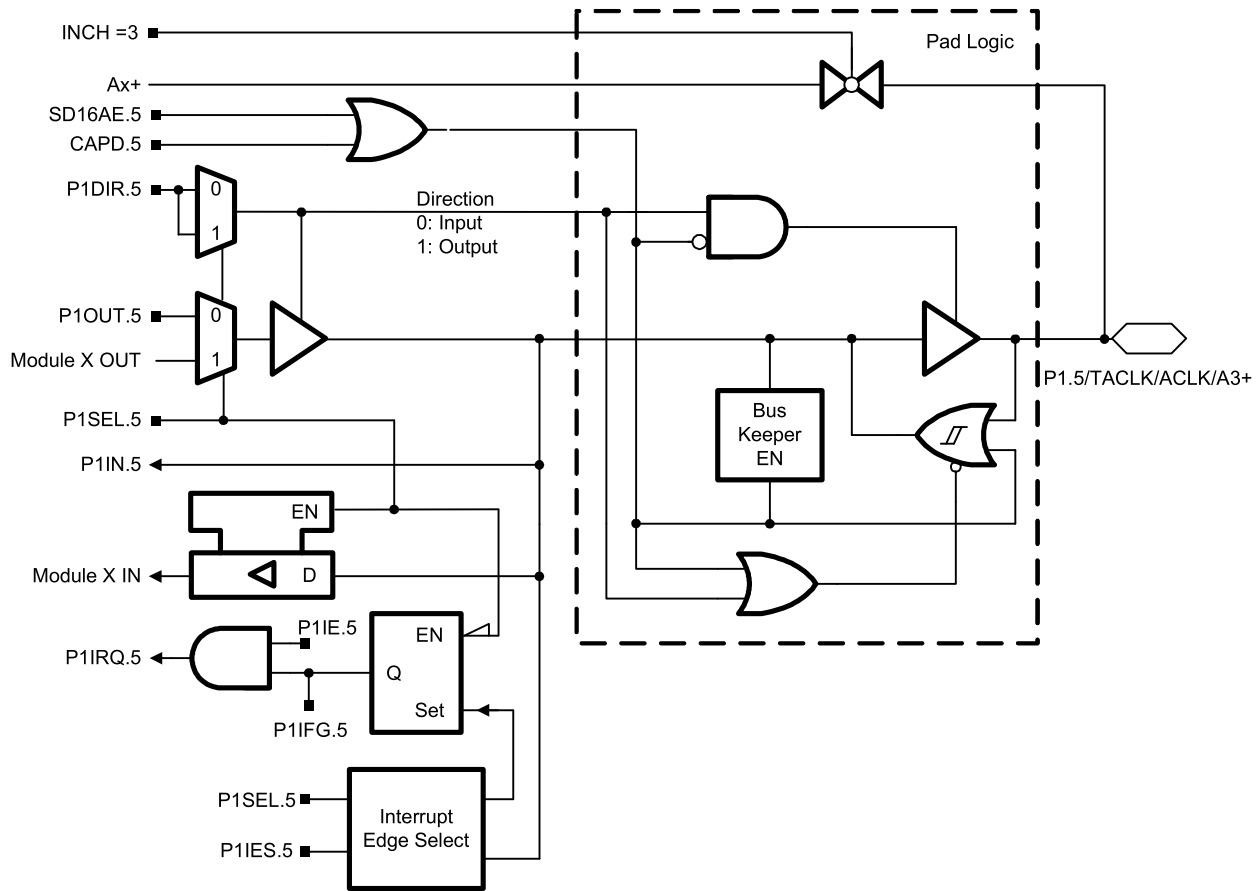 INCH =3
Pad Logic
Ax+
SD16AE.5
CAPD.5
P1DIR.5
0
1
Direction
0: Input
1: Output
P1OUT.5
0
Module X OUT
1
P1.5/TACLK/ACLK/A3+
P1SEL.5
Bus
Keeper
EN
P1IN.5
EN
Module X IN
D
P1IE.5
EN
P1IRQ.5
Q
Set
P1IFG.5
P1SEL.5
Interrupt
Edge Select
P1IES.5